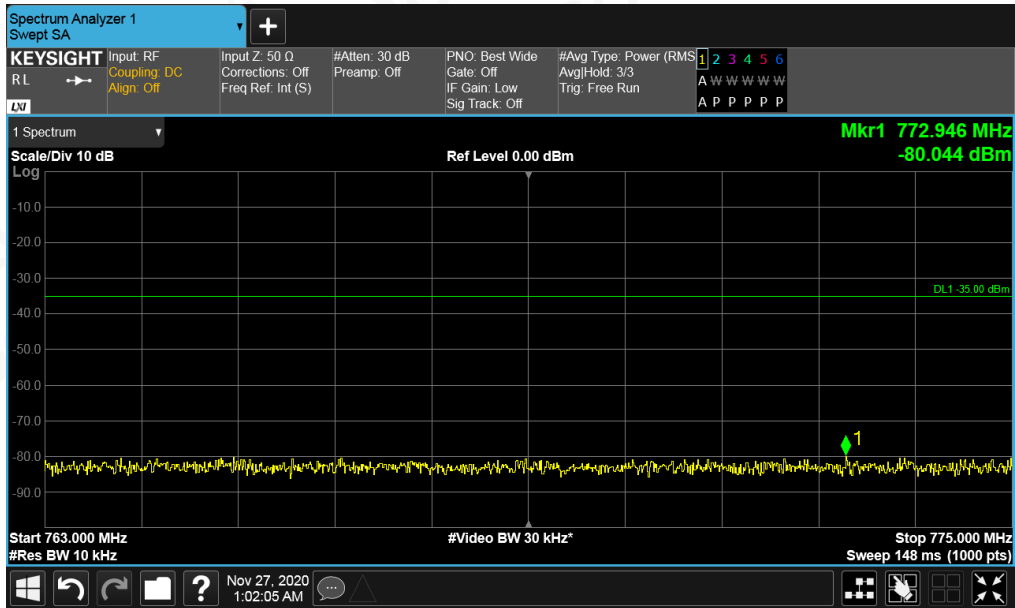 Spectrum Analyzer 1
Swept SA
+
KEYSIGHT
RL
LXI
Input: RF
Coupling: DC
Align: Off
Input Z: 50 Ω
Corrections: Off
Freq Ref: Int (S)
#Atten: 30 dB
Preamp: Off
PNO: Best Wide
Gate: Off
IF Gain: Low
Sig Track: Off
#Avg Type: Power (RMS
Avg|Hold: 3/3
Trig: Free Run
1 2 3 4 5 6
A W W W W W
A P P P P P
1 Spectrum
Mkr1 772.946 MHz
-80.044 dBm
Scale/Div 10 dB
Ref Level 0.00 dBm
Log
-10.0
-20.0
-30.0
DL1 -35.00 dBm
-40.0
-50.0
-60.0
-70.0
1
-80.0
-90.0
Start 763.000 MHz
#Video BW 30 kHz*
Stop 775.000 MHz
#Res BW 10 kHz
Sweep 148 ms (1000 pts)
?
Nov 27, 2020
1:02:05 AM